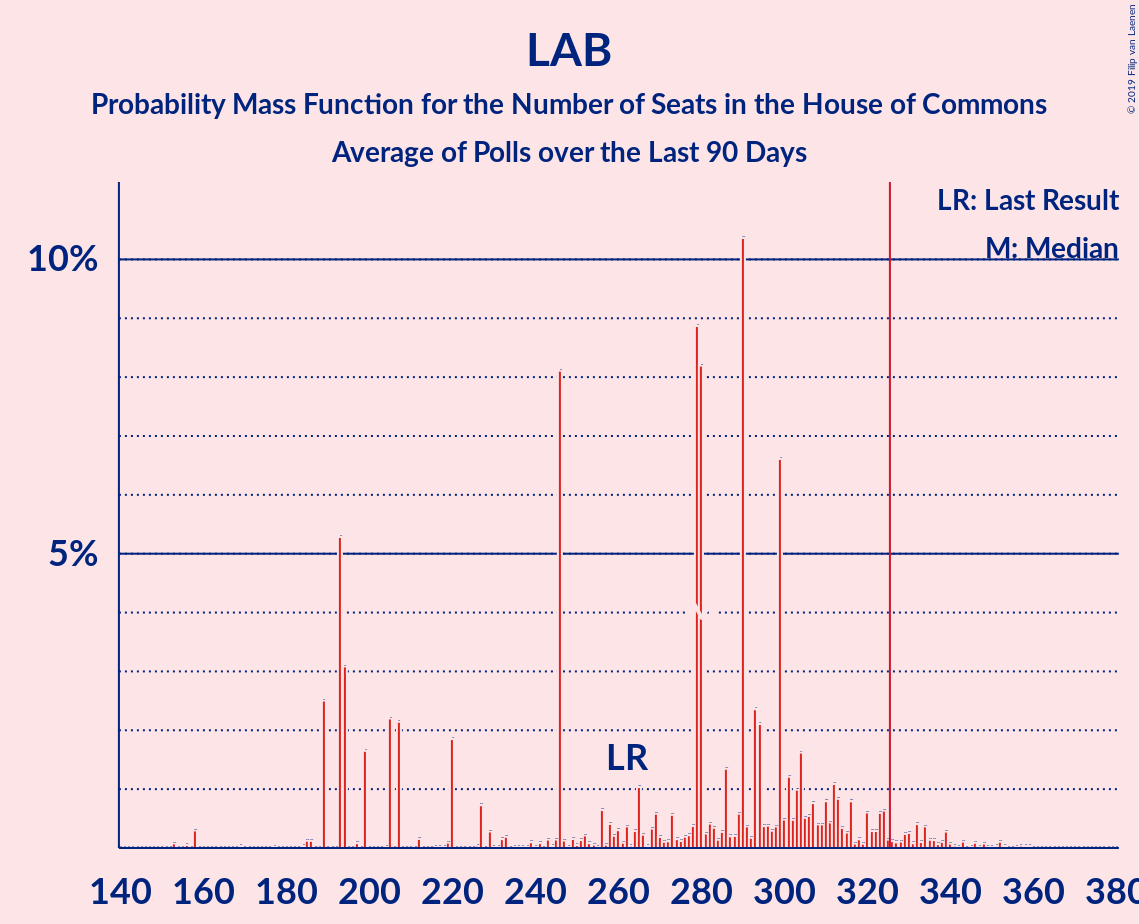 LAB
Probability Mass Function for the Number of Seats in the House of Commons
Average of Polls over the Last 90 Days
© 2019 Filip van Laenen
LR: Last Result
M: Median
10%
5%
LR
140 160 180 200 220 240 260 280 300 320 340 360 380